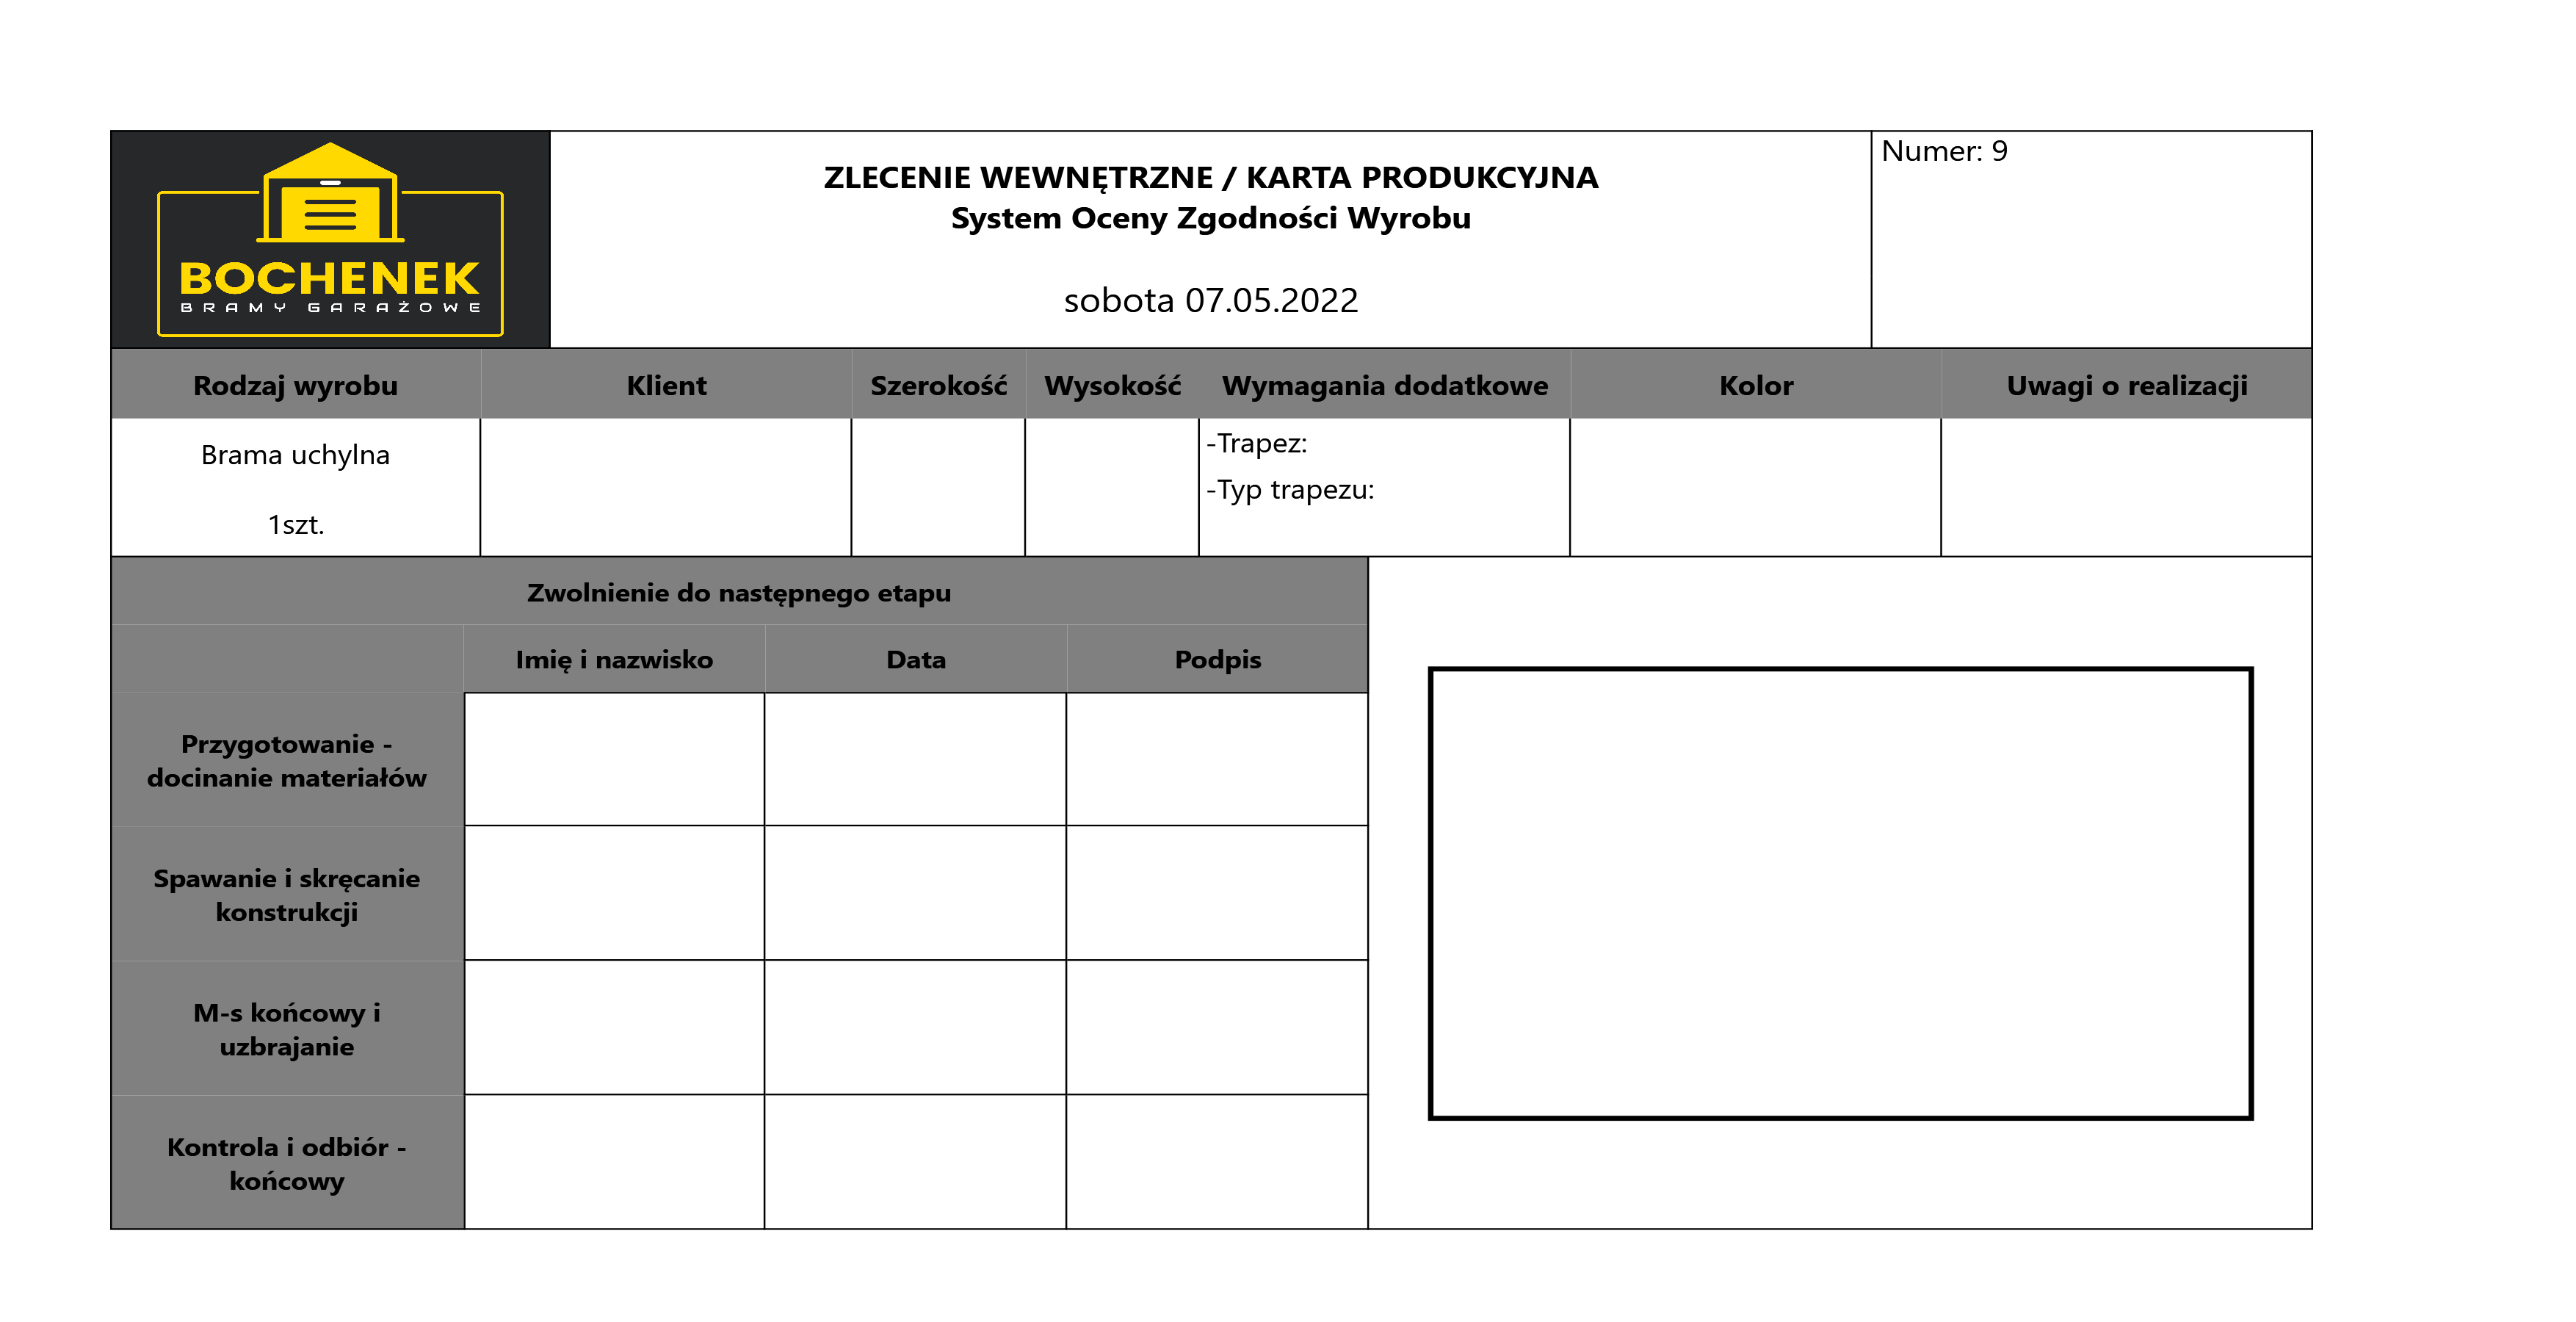 BOCHENEK
BRAMY GARAŻOWE
ZLECENIE WEWNĘTRZNE / KARTA PRODUKCYJNA
System Oceny Zgodności Wyrobu
sobota 07.05.2022
Numer: 9
Rodzaj wyrobu Klient Szerokość Wysokość Wymagania dodatkowe Kolor Uwagi o realizacji
Brama uchylna
1szt.
-Trapez:
-Typ trapezu:
Zwolnienie do następnego etapu
Imię i nazwisko Data Podpis
Przygotowanie -
docinanie materiałów
Spawanie i skręcanie
konstrukcji
M-s końcowy i
uzbrajanie
Kontrola i odbiór -
końcowy